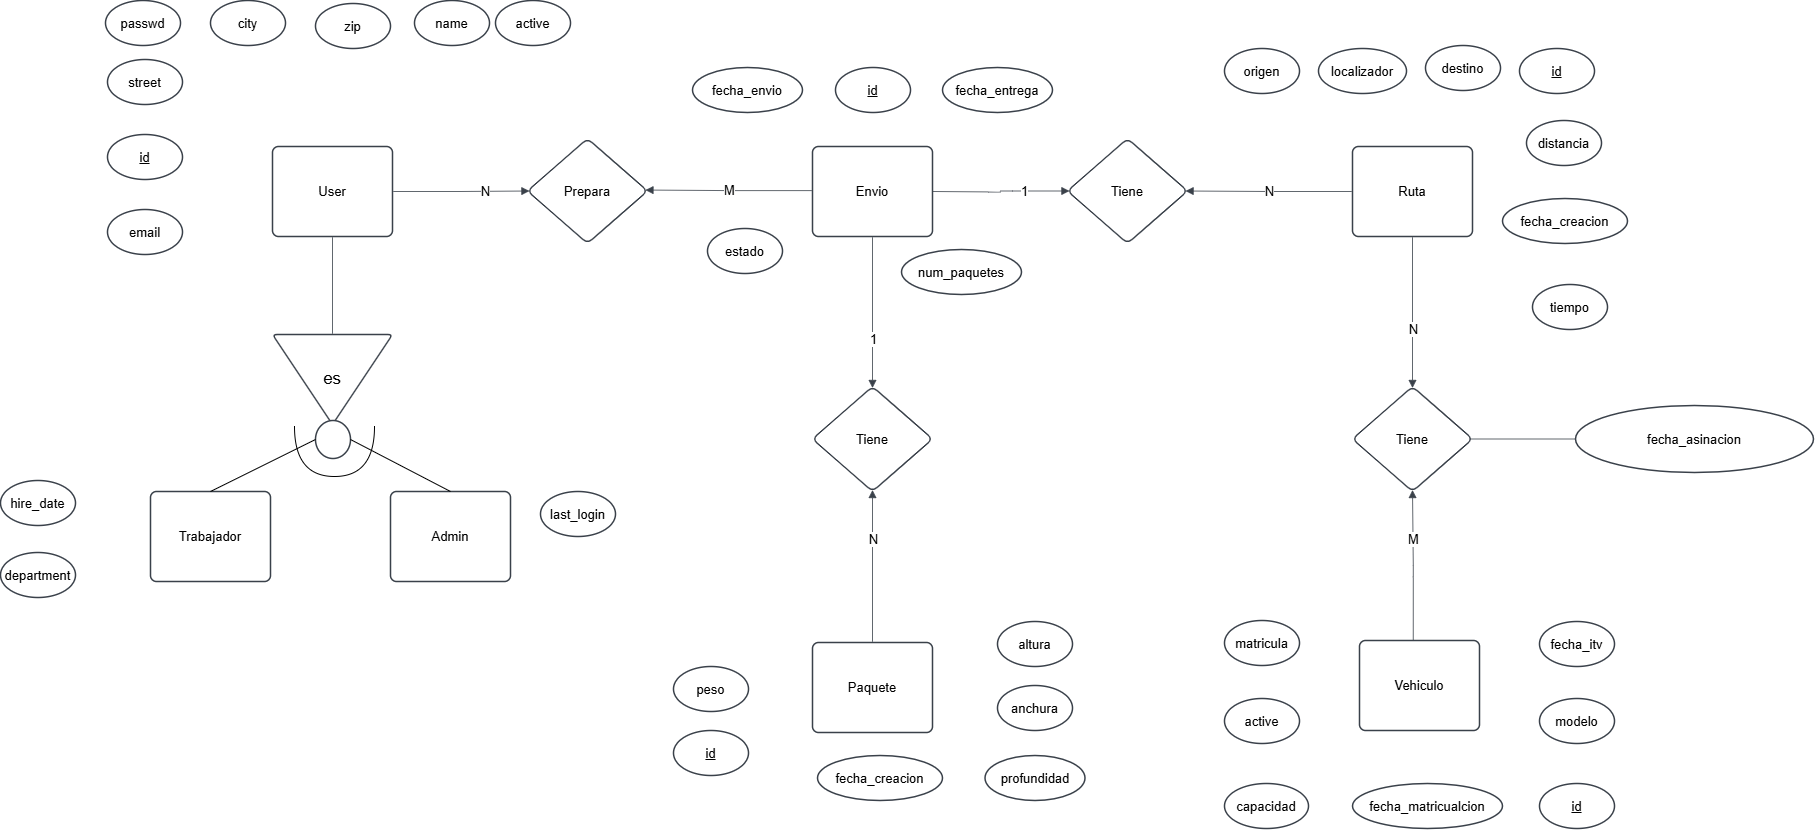 passwd
city
zip
name
active
street
id
email
fecha_envio
id
fecha_entrega
origen
localizador
destino
id
distancia
fecha_creacion
tiempo
User
N
Prepara
M
Envio
1
Tiene
N
Ruta
estado
num_paquetes
es
1
N
Tiene
Tiene
fecha_asinacion
hire_date
department
Trabajador
Admin
last_login
N
M
peso
id
Paquete
altura
anchura
fecha_creacion
profundidad
matricula
active
capacidad
Vehiculo
fecha_itv
modelo
fecha_matricualcion
id